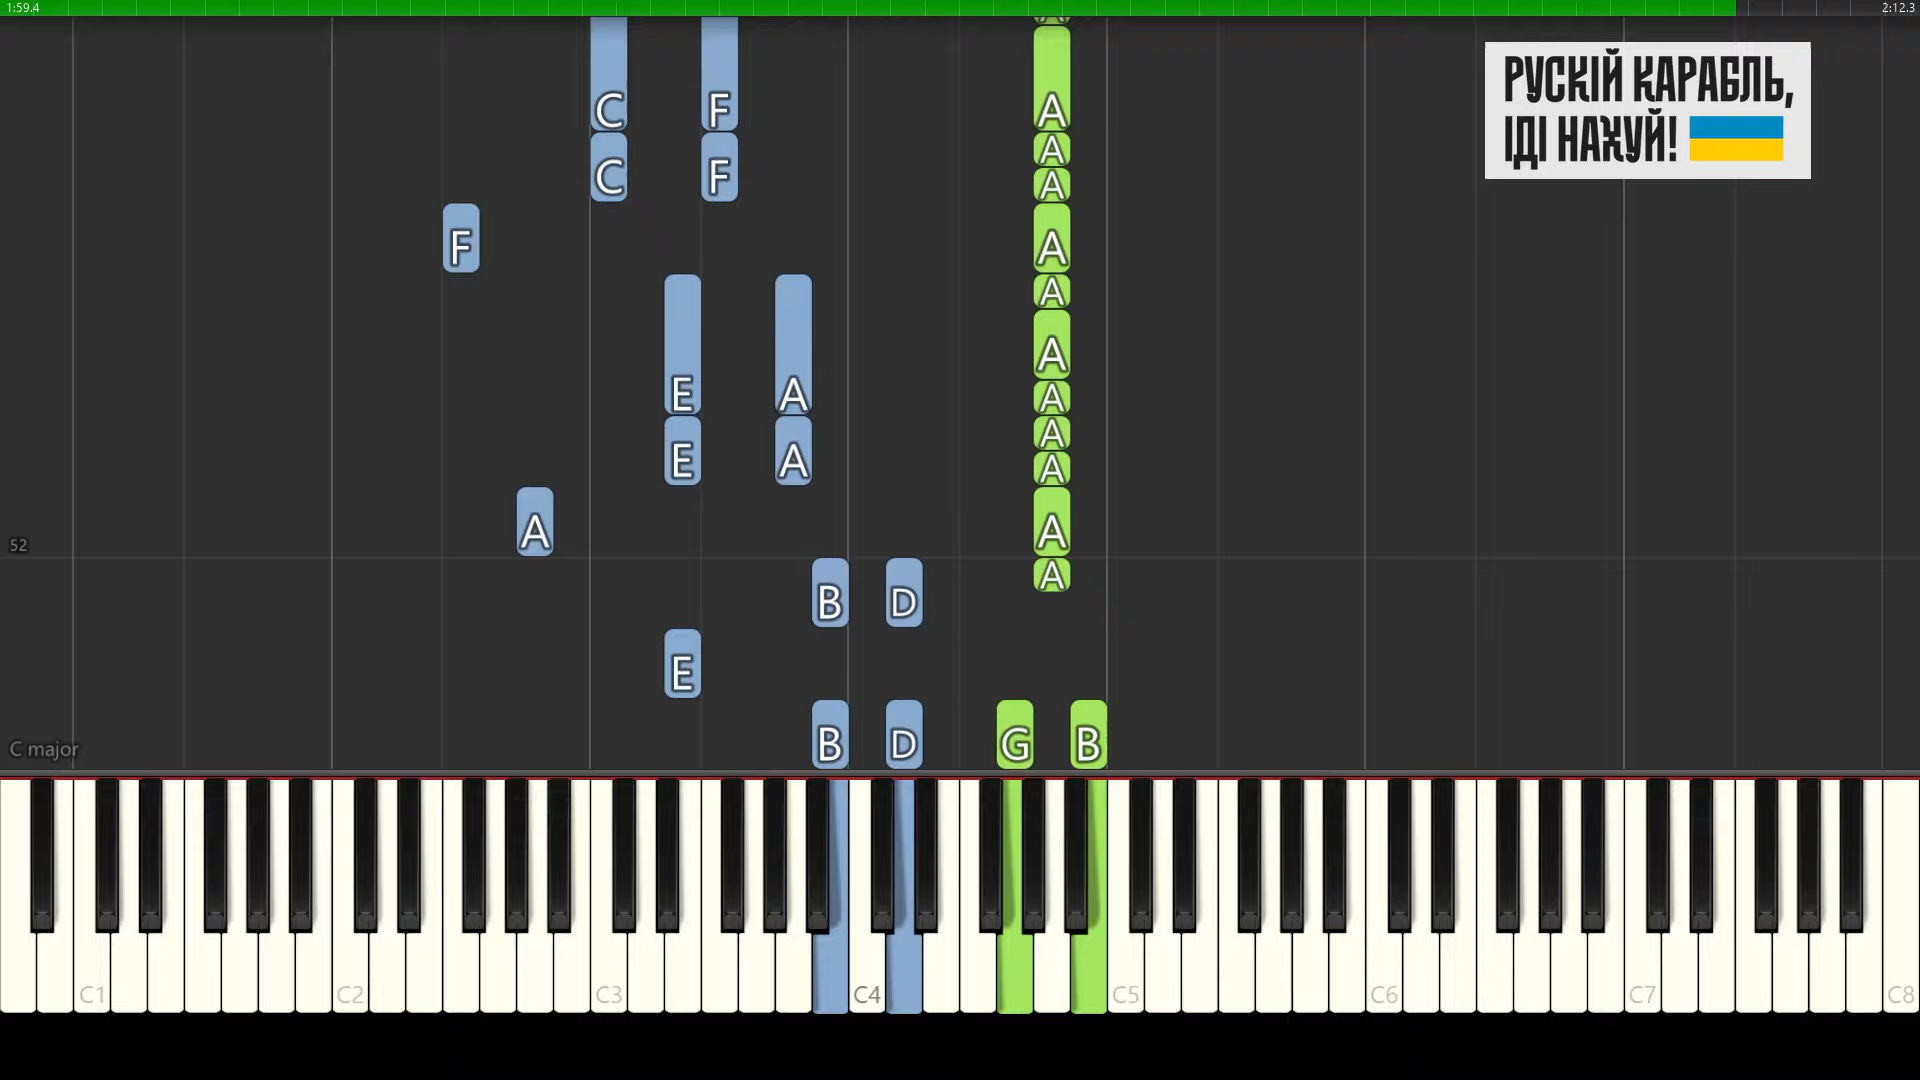 1:59.4
2:12.3
РУСКІЙ КАРАБЛЬ,
ІДІ НАХУЙ!
C F A
A
C F A
F A
A
A
E A A
A
E A A
A A
52
A
B D
E
B D G B
C major
C1 C2 C3 C4 C5 C6 C7 C8